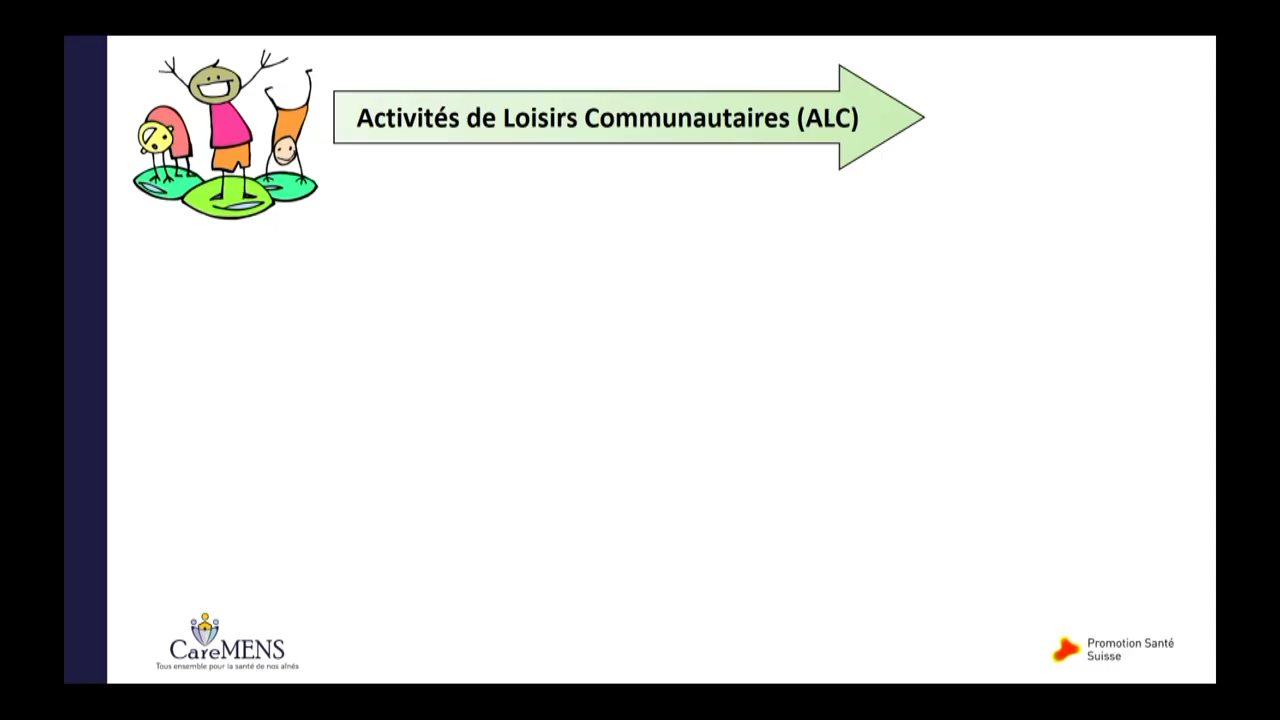 Activités de Loisirs Communautaires (ALC)
CareMENS
Tous ensemble pour la santé de nos aînés
Promotion Santé
Suisse